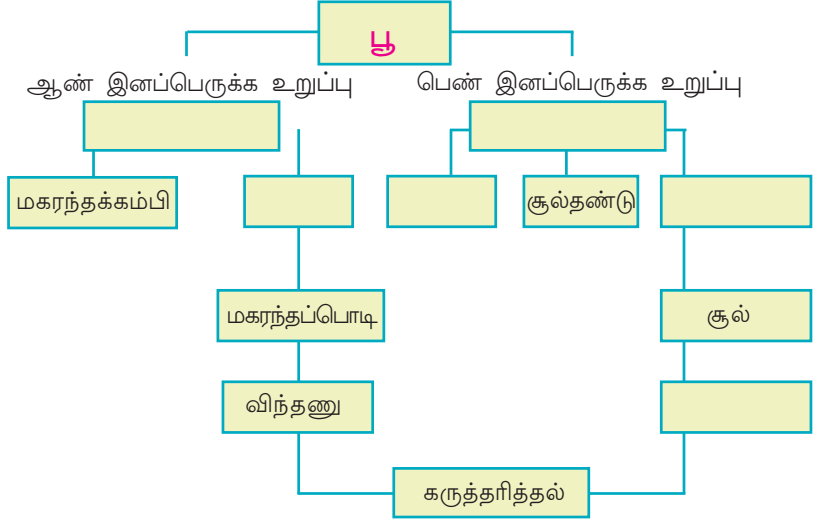 பூ
ஆண் இனப்பெருக்க உறுப்பு
பெண் இனப்பெருக்க உறுப்பு
மகரந்தக்கம்பி
சூல்தண்டு
மகரந்தப்பொடி
சூல்
விந்தணு
கருத்தரித்தல்